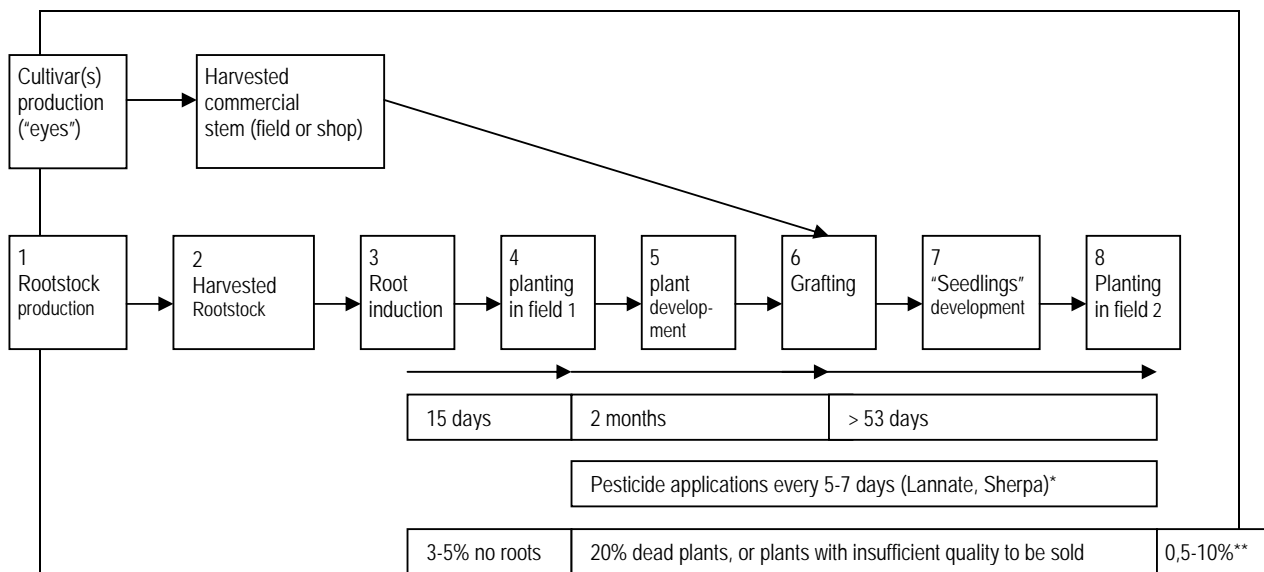 Cultivar(s)
production
("eyes")
Harvested
commercial
stem (field or shop)
1
Rootstock
production
2
Harvested
Rootstock
3
Root
induction
4
planting
in field 1
5
plant
develop-
ment
6
Grafting
7
"Seedlings"
development
8
Planting
in field 2
15 days
2 months
> 53 days
Pesticide applications every 5-7 days (Lannate, Sherpa)*
3-5% no roots
20% dead plants, or plants with insufficient quality to be sold
0,5-10%**